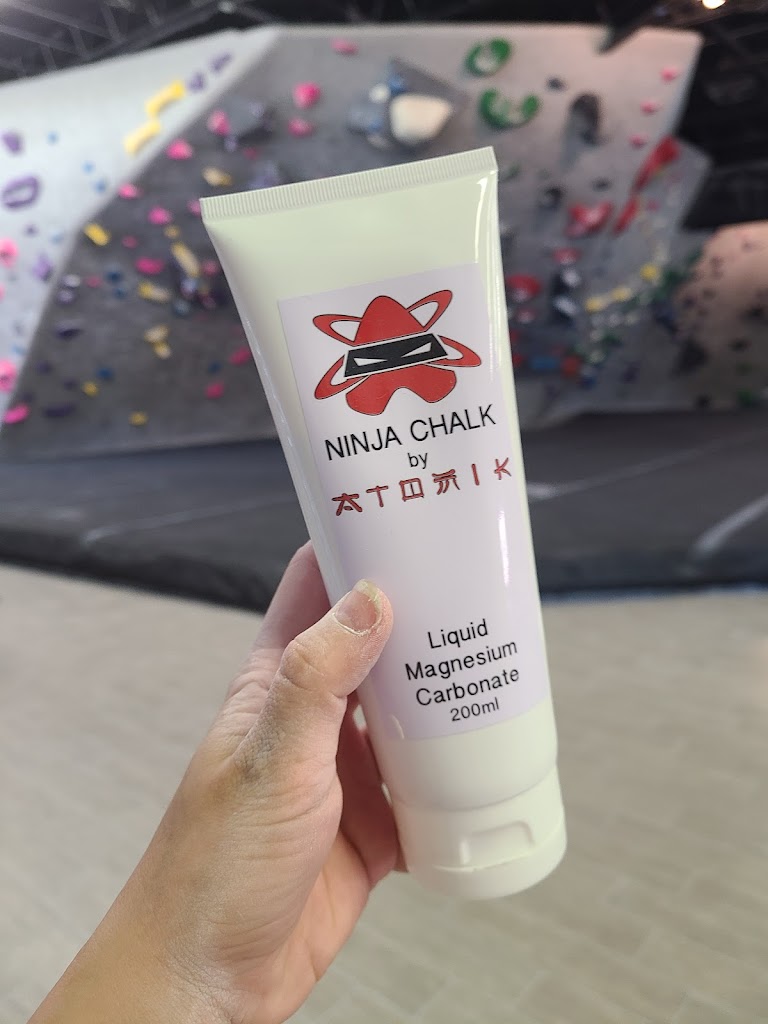 NINJA CHALK
by
ATOMIK
Liquid
Magnesium
Carbonate
200ml